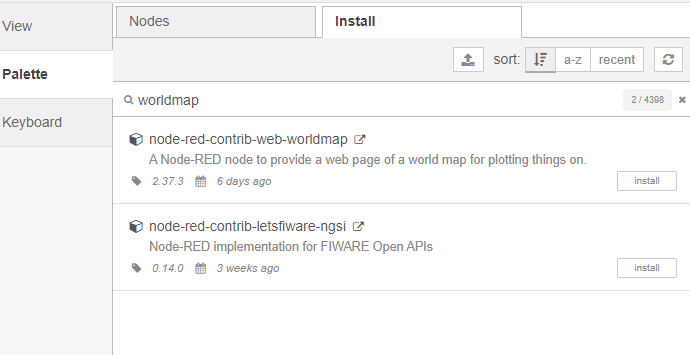 View
Palette
Keyboard
Nodes
Install
sort: a-z recent
worldmap
2 / 4398
node-red-contrib-web-worldmap
A Node-RED node to provide a web page of a world map for plotting things on.
2.37.3 6 days ago
install
node-red-contrib-letsfiware-ngsi
Node-RED implementation for FIWARE Open APIs
0.14.0 3 weeks ago
install